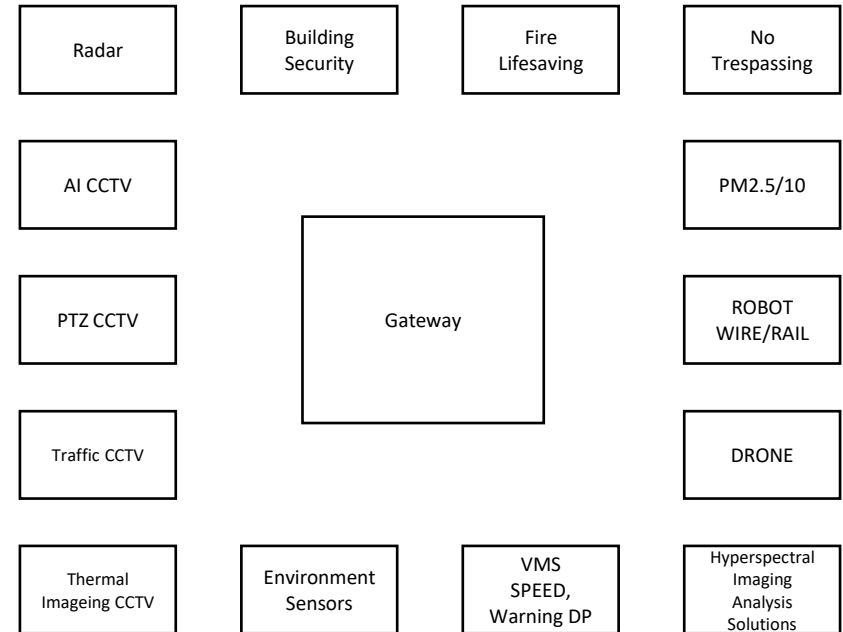 Radar
Building
Security
Fire
Lifesaving
No
Trespassing
AI CCTV
PM2.5/10
PTZ CCTV
Gateway
ROBOT
WIRE/RAIL
Traffic CCTV
DRONE
Thermal
Imageing CCTV
Environment
Sensors
VMS
SPEED,
Warning DP
Hyperspectral
Imaging
Analysis
Solutions